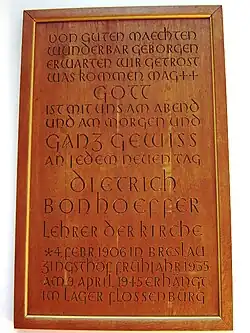 VON GUTEN MAECHTEN
WUNDERBAR GEBORGEN
ERWARTEN WIR GETROST
WAS KOMMEN MAG++
GOTT
IST MIT UNS AM ABEND
UND AM MORGEN UND
GANZ GEWISS
AN JEDEM NEUEN TAG
DIETRICH
BONHOEFFER
LEHRER DER KIRCHE
*4.FEBR.1906 IN BRESLAU
ZINGSTHOF FRÜHJAHR 1935
AM 9.APRIL 1945 ERHÄNGT
IM LAGER FLOSSENBÜRG